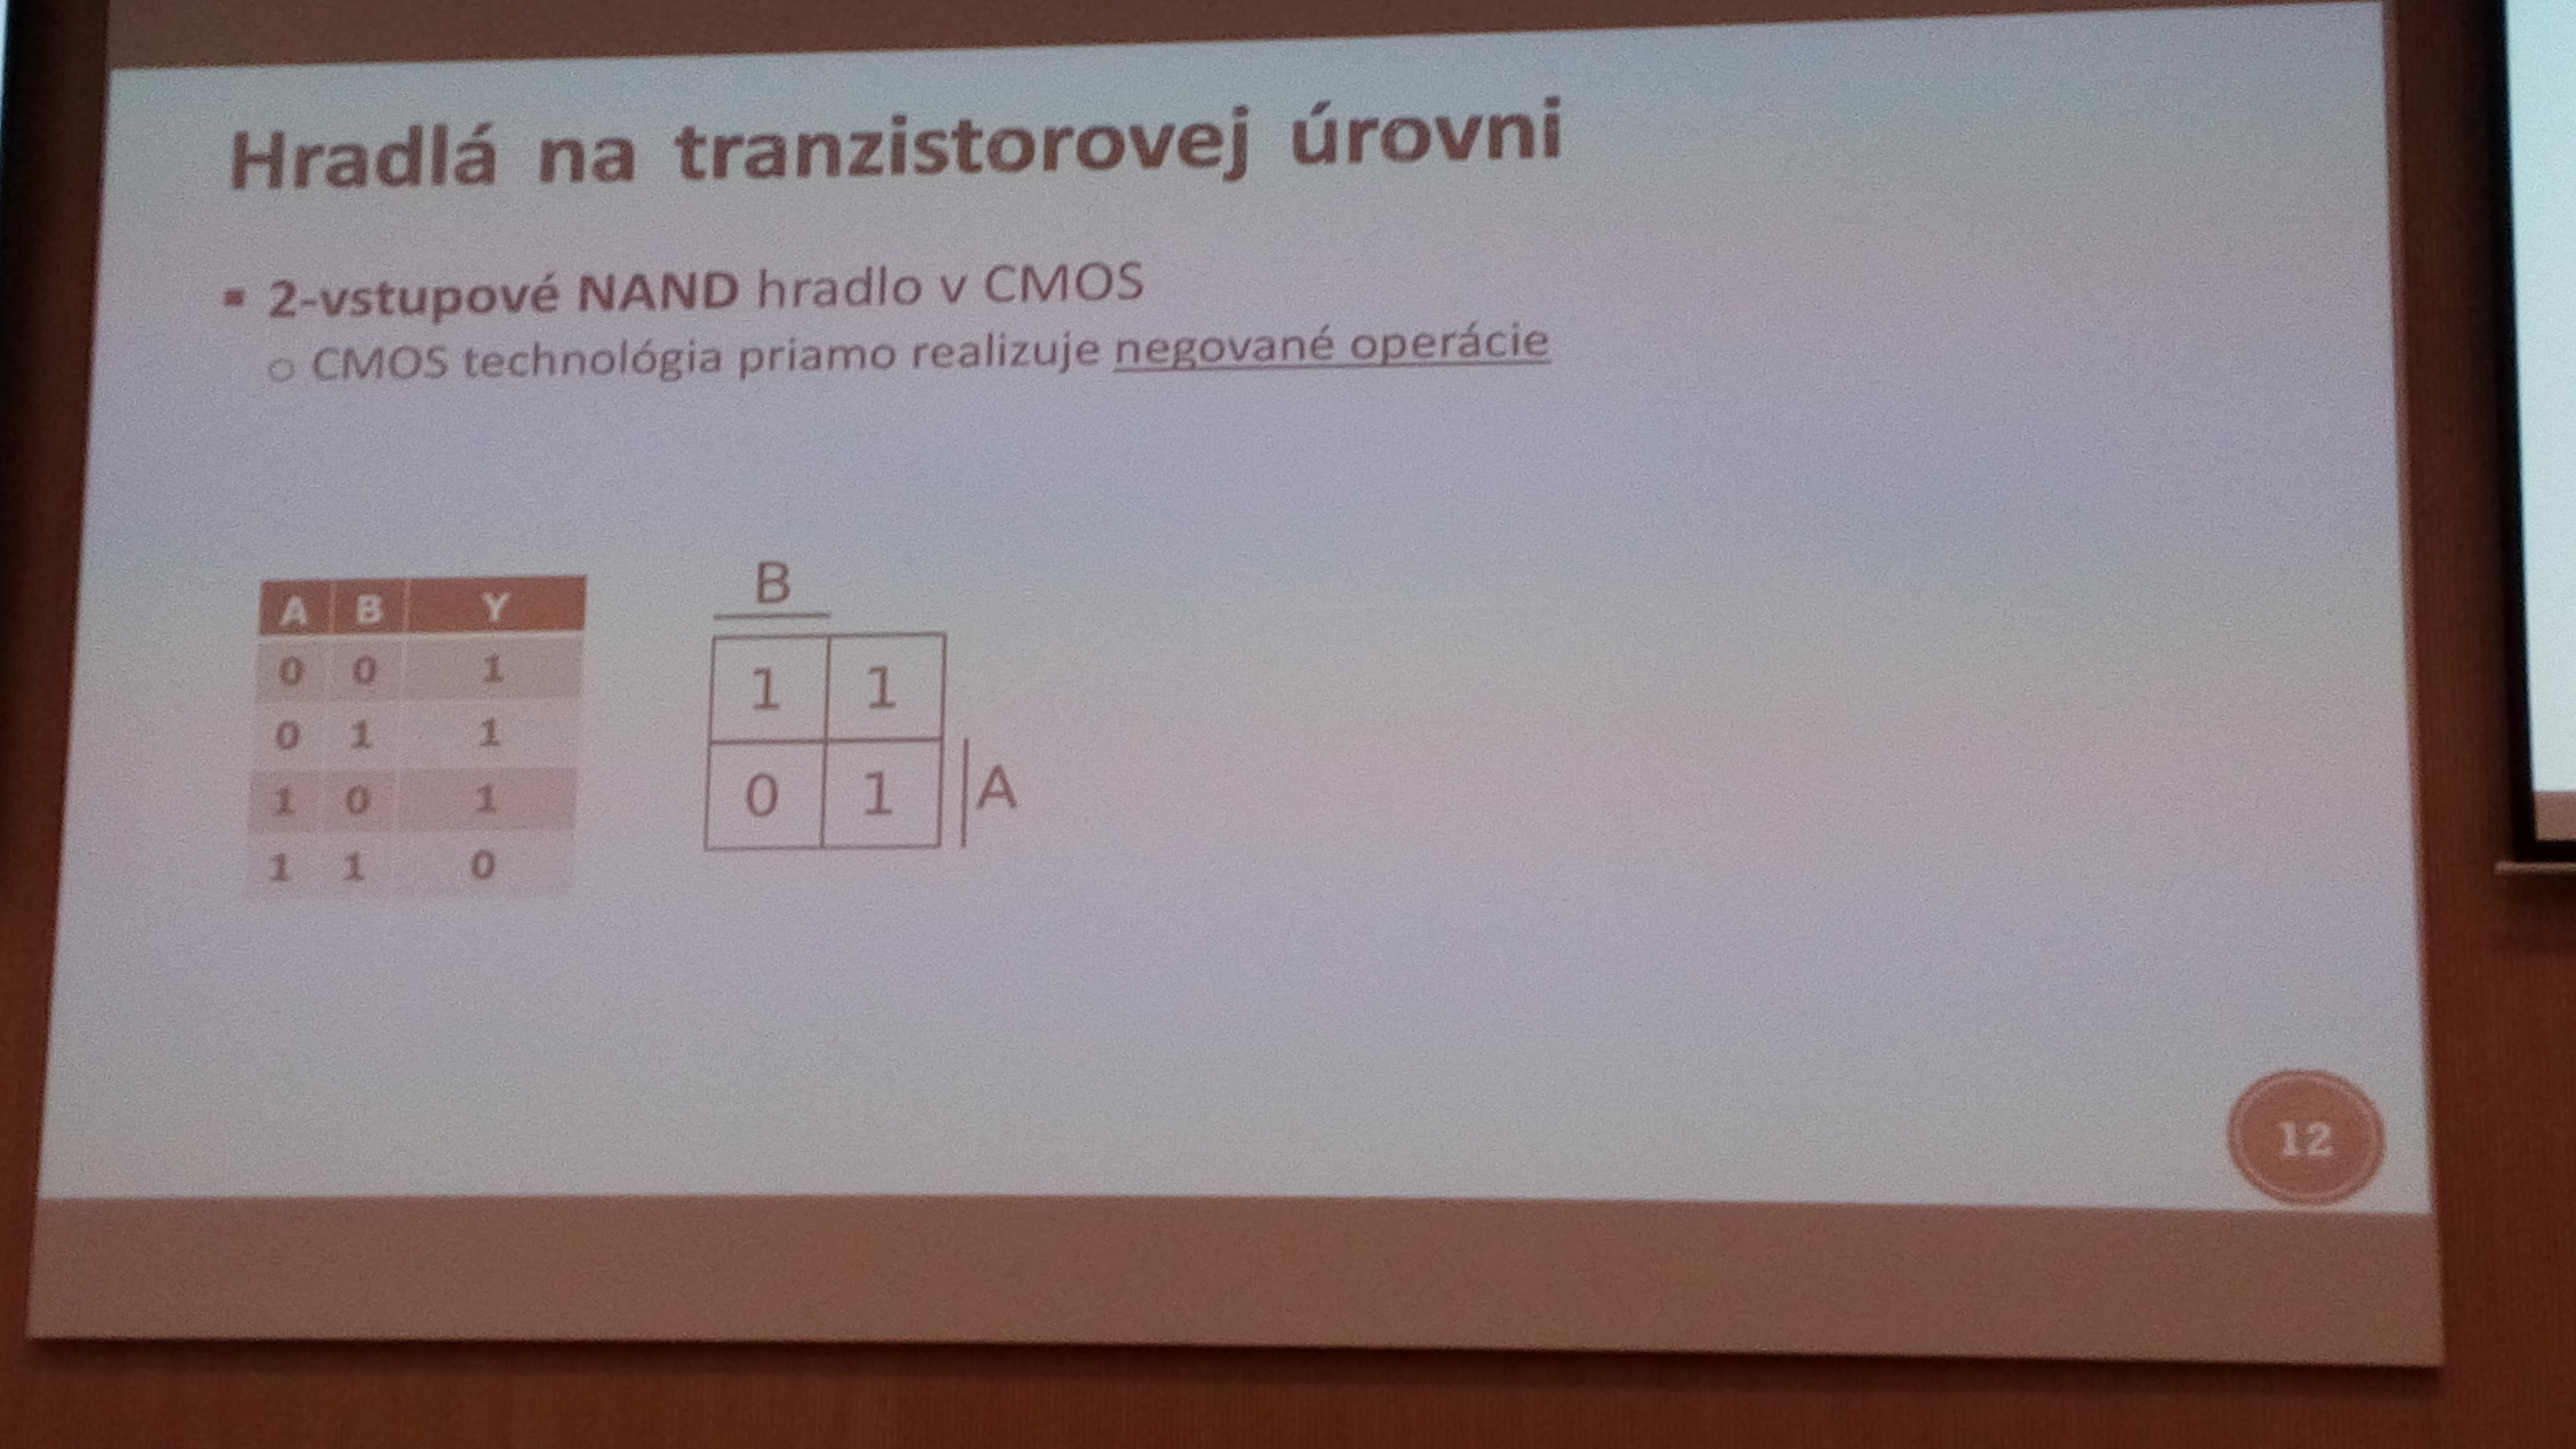 Hradlá na tranzistorovej úrovni
▪ 2-vstupové NAND hradlo v CMOS
o CMOS technológia priamo realizuje negované operácie
A B Y
0 0 1
0 1 1
1 0 1
1 1 0
B
1 1
0 1 A
12